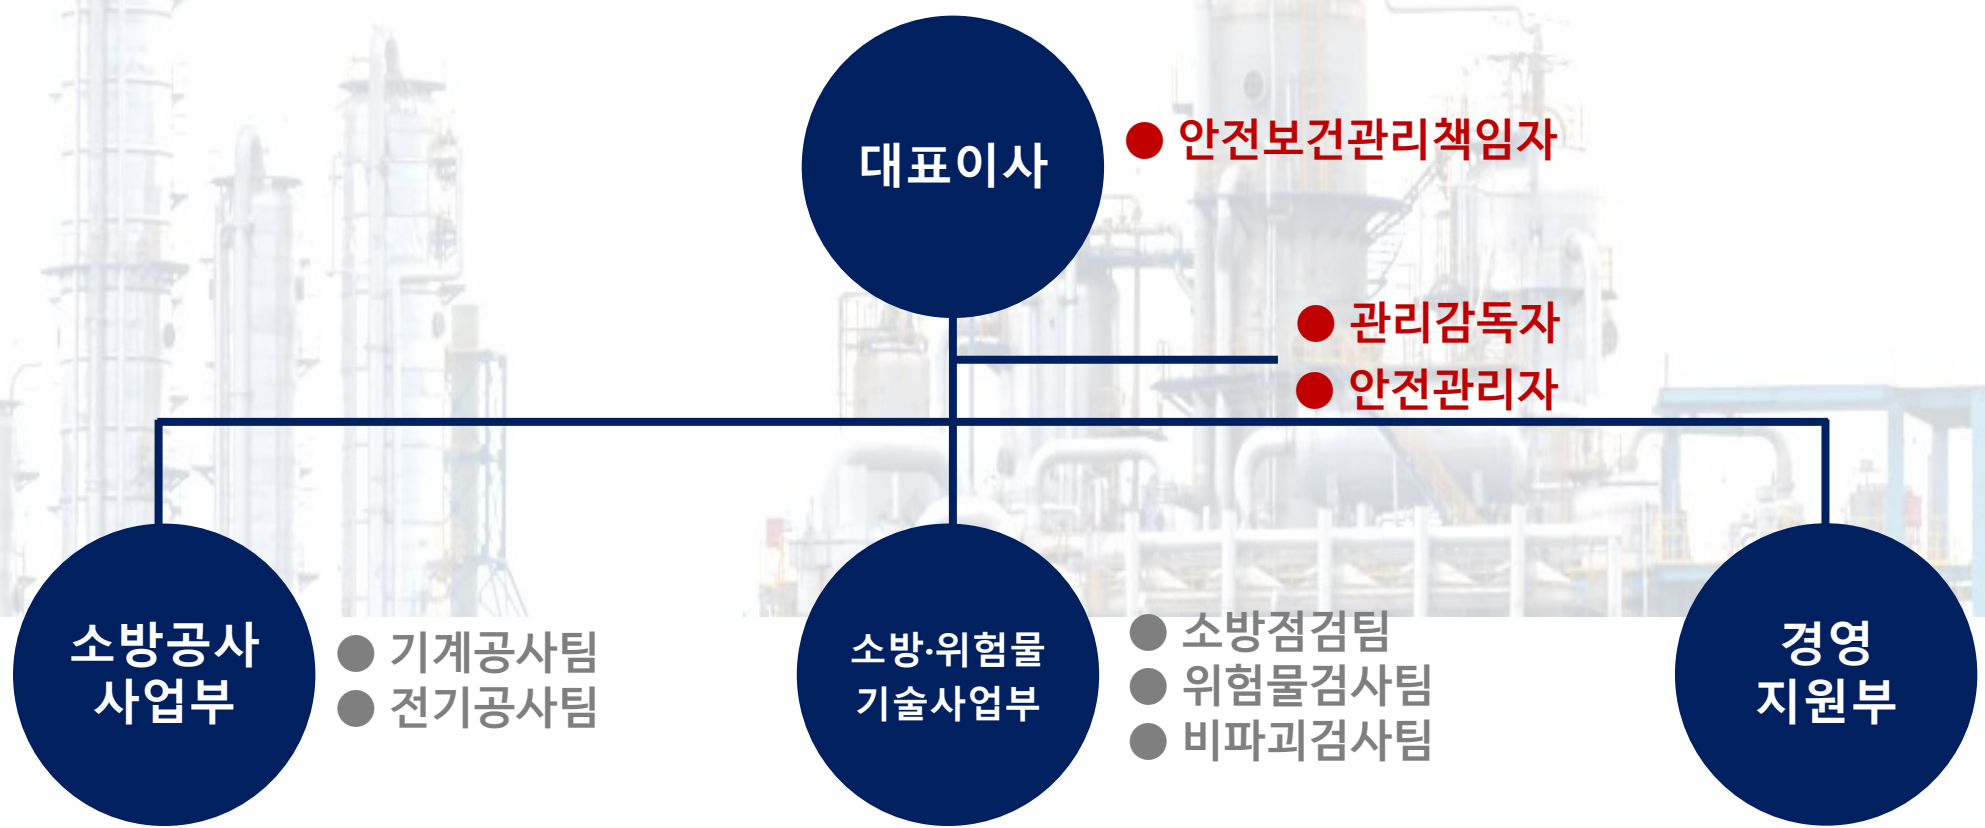 대표이사
● 안전보건관리책임자
● 관리감독자
● 안전관리자
소방공사
사업부
● 기계공사팀
● 전기공사팀
소방·위험물
기술사업부
● 소방점검팀
● 위험물검사팀
● 비파괴검사팀
경영
지원부